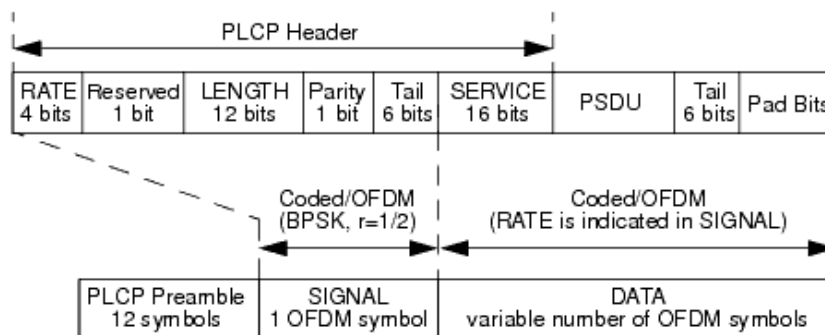 PLCP Header
RATE Reserved LENGTH Parity Tail SERVICE PSDU Tail Pad Bits
4 bits 1 bit 12 bits 1 bit 6 bits 16 bits 6 bits
Coded/OFDM Coded/OFDM
(BPSK, r=1/2) (RATE is indicated in SIGNAL)
PLCP Preamble SIGNAL DATA
12 symbols 1 OFDM symbol variable number of OFDM symbols